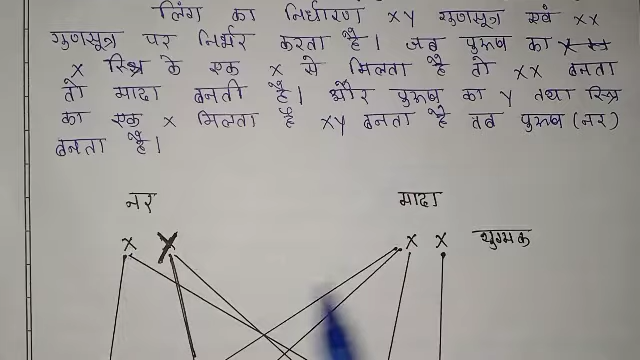 लिंग का निर्धारण XY गुणसूत्र एवं XX
गुणसूत्र पर निर्भर करता है। जब पुरुष का
X स्त्रि के एक X से मिलता है तो XX बनता
तो मादा बनती है। और पुरुष का Y तथा स्त्रि
का एक X मिलता है XY बनता है तब पुरुष (नर)
बनता है।
नर मादा
X X X युग्मक